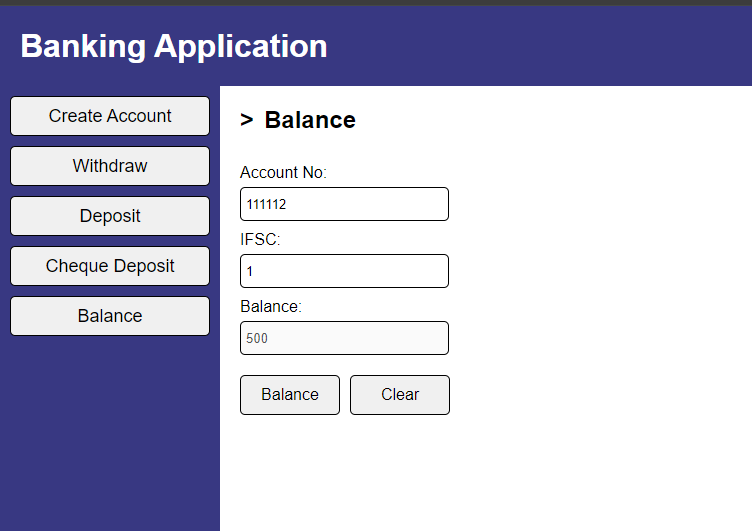 Banking Application
Create Account
Withdraw
Deposit
Cheque Deposit
Balance
> Balance
Account No:
111112
IFSC:
1
Balance:
500
Balance
Clear